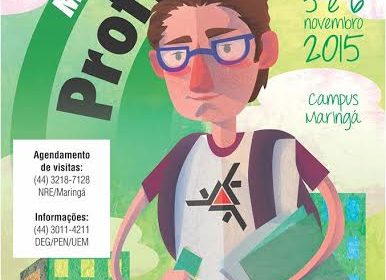 M
Prof
5 e 6
novembro
2015
Campus
Maringá
Agendamento
de visitas:
(44) 3218-7128
NRE/Maringá
Informações:
(44) 3011-4211
DEG/PEN/UEM